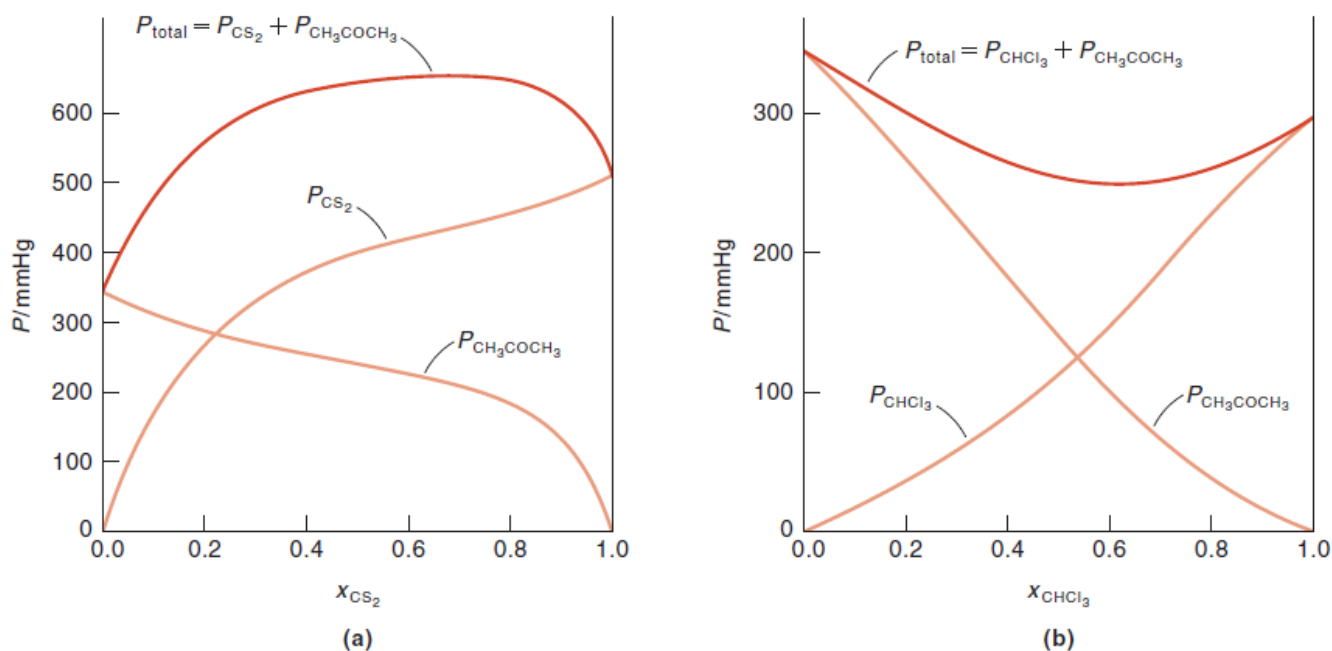 P_total = P_CS₂ + P_CH₃COCH₃
600
500
400
300
200
100
0
P/mmHg
P_CS₂
P_CH₃COCH₃
0.0 0.2 0.4 0.6 0.8 1.0
x_CS₂
(a)
P_total = P_CHCl₃ + P_CH₃COCH₃
300
200
100
0
P/mmHg
P_CHCl₃
P_CH₃COCH₃
0.0 0.2 0.4 0.6 0.8 1.0
x_CHCl₃
(b)